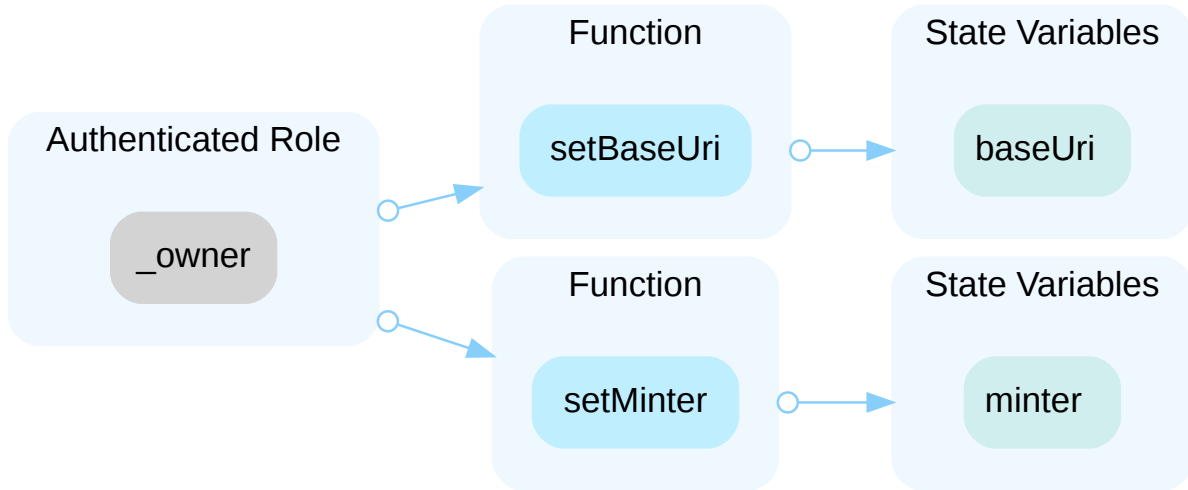 Authenticated Role
_owner
Function
setBaseUri
State Variables
baseUri
Function
setMinter
State Variables
minter